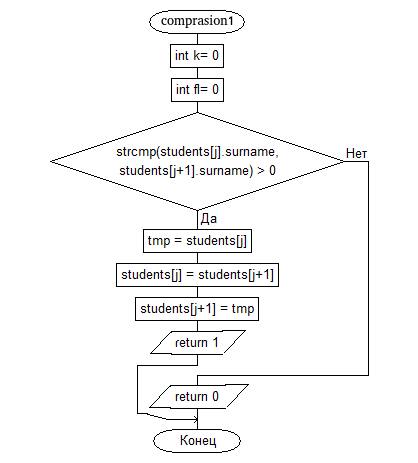 comprasion1
int k= 0
int fl= 0
strcmp(students[j].surname,
students[j+1].surname) > 0
Нет
Да
tmp = students[j]
students[j] = students[j+1]
students[j+1] = tmp
return 1
return 0
Конец